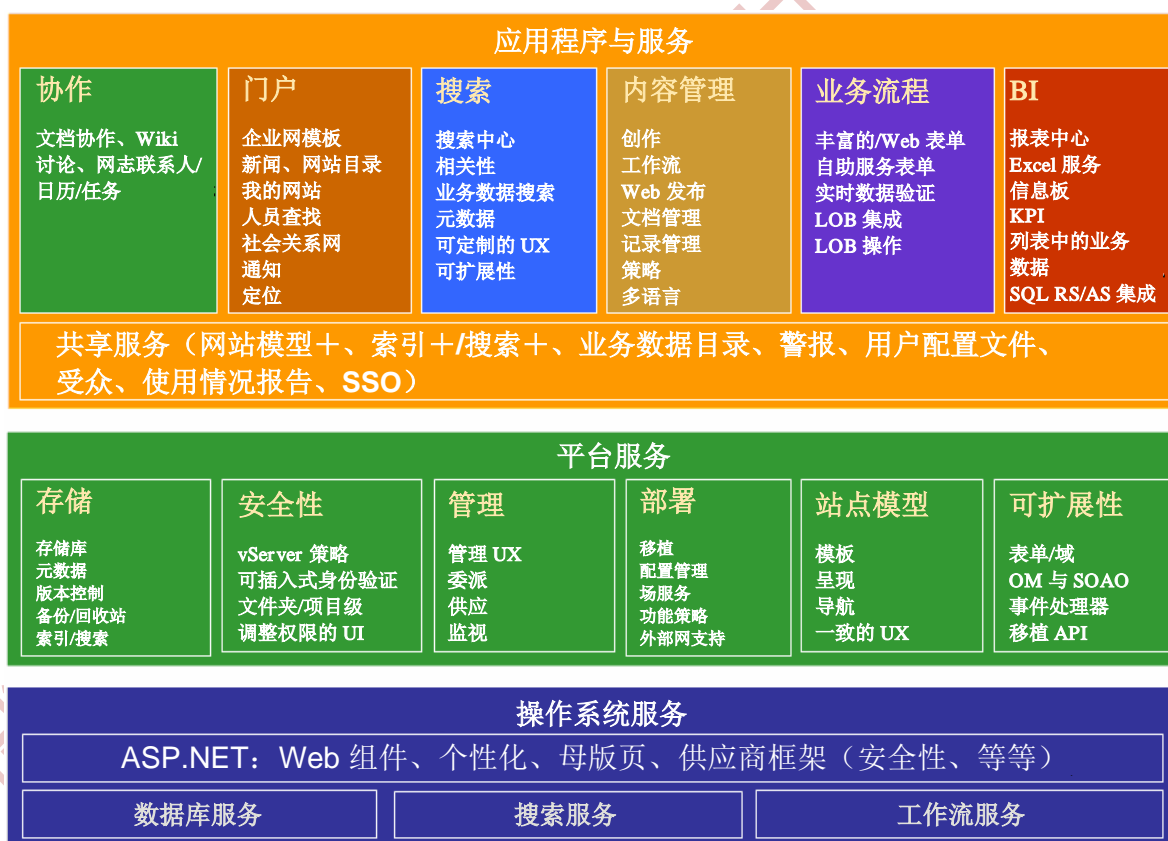 应用程序与服务
协作
文档协作、Wiki
讨论、网志联系人/
日历/任务
门户
企业网模板
新闻、网站目录
我的网站
人员查找
社会关系网
通知
定位
搜索
搜索中心
相关性
业务数据搜索
元数据
可定制的 UX
可扩展性
内容管理
创作
工作流
Web 发布
文档管理
记录管理
策略
多语言
业务流程
丰富的/Web 表单
自助服务表单
实时数据验证
LOB 集成
LOB 操作
BI
报表中心
Excel 服务
信息板
KPI
列表中的业务
数据
SQL RS/AS 集成
共享服务（网站模型＋、索引＋/搜索＋、业务数据目录、警报、用户配置文件、
受众、使用情况报告、SSO）
平台服务
存储
存储库
元数据
版本控制
备份/回收站
索引/搜索
安全性
vServer 策略
可插入式身份验证
文件夹/项目级
调整权限的 UI
管理
管理 UX
委派
供应
监视
部署
移植
配置管理
场服务
功能策略
外部网支持
站点模型
模板
呈现
导航
一致的 UX
可扩展性
表单/域
OM 与 SOAO
事件处理器
移植 API
操作系统服务
ASP.NET：Web 组件、个性化、母版页、供应商框架（安全性、等等）
数据库服务
搜索服务
工作流服务